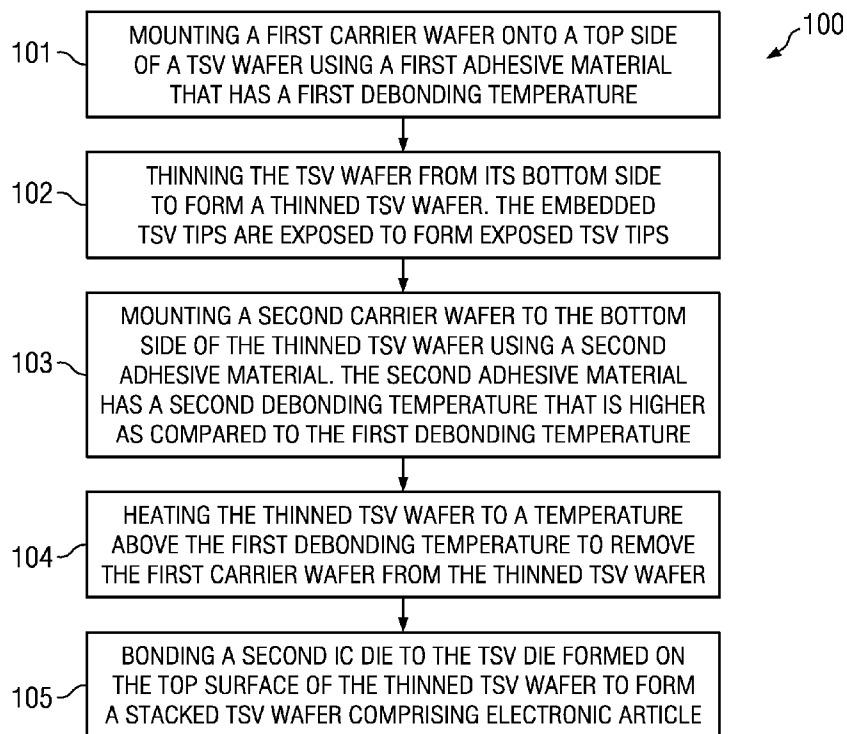 100
101
MOUNTING A FIRST CARRIER WAFER ONTO A TOP SIDE
OF A TSV WAFER USING A FIRST ADHESIVE MATERIAL
THAT HAS A FIRST DEBONDING TEMPERATURE
102
THINNING THE TSV WAFER FROM ITS BOTTOM SIDE
TO FORM A THINNED TSV WAFER. THE EMBEDDED
TSV TIPS ARE EXPOSED TO FORM EXPOSED TSV TIPS
103
MOUNTING A SECOND CARRIER WAFER TO THE BOTTOM
SIDE OF THE THINNED TSV WAFER USING A SECOND
ADHESIVE MATERIAL. THE SECOND ADHESIVE MATERIAL
HAS A SECOND DEBONDING TEMPERATURE THAT IS HIGHER
AS COMPARED TO THE FIRST DEBONDING TEMPERATURE
104
HEATING THE THINNED TSV WAFER TO A TEMPERATURE
ABOVE THE FIRST DEBONDING TEMPERATURE TO REMOVE
THE FIRST CARRIER WAFER FROM THE THINNED TSV WAFER
105
BONDING A SECOND IC DIE TO THE TSV DIE FORMED ON
THE TOP SURFACE OF THE THINNED TSV WAFER TO FORM
A STACKED TSV WAFER COMPRISING ELECTRONIC ARTICLE